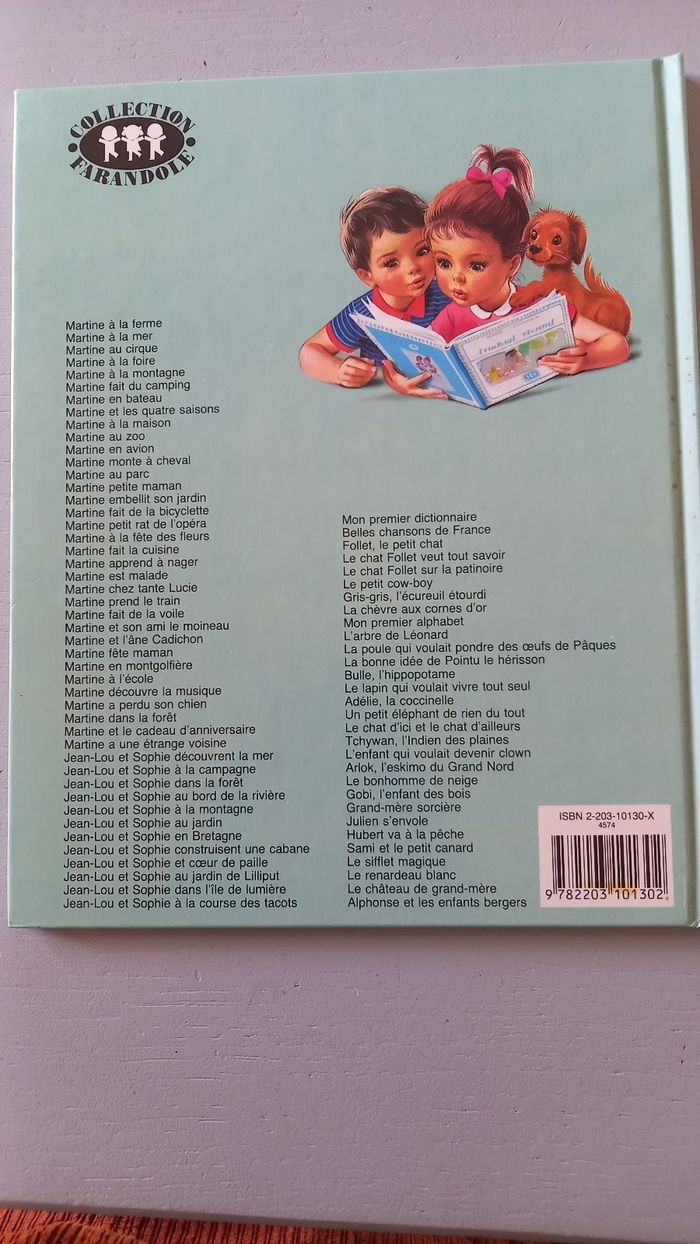 COLLECTION
FARANDOLE
Martine à la ferme
Martine à la mer
Martine au cirque
Martine à la foire
Martine à la montagne
Martine fait du camping
Martine en bateau
Martine et les quatre saisons
Martine à la maison
Martine au zoo
Martine en avion
Martine monte à cheval
Martine au parc
Martine petite maman
Martine embellit son jardin
Martine fait de la bicyclette
Martine petit rat de l'opéra
Martine à la fête des fleurs
Martine fait la cuisine
Martine apprend à nager
Martine est malade
Martine chez tante Lucie
Martine prend le train
Martine fait de la voile
Martine et son ami le moineau
Martine et l'âne Cadichon
Martine fête maman
Martine en montgolfière
Martine à l'école
Martine découvre la musique
Martine a perdu son chien
Martine dans la forêt
Martine et le cadeau d'anniversaire
Martine a une étrange voisine
Jean-Lou et Sophie découvrent la mer
Jean-Lou et Sophie à la campagne
Jean-Lou et Sophie dans la forêt
Jean-Lou et Sophie au bord de la rivière
Jean-Lou et Sophie à la montagne
Jean-Lou et Sophie au jardin
Jean-Lou et Sophie en Bretagne
Jean-Lou et Sophie construisent une cabane
Jean-Lou et Sophie et cœur de paille
Jean-Lou et Sophie au jardin de Lilliput
Jean-Lou et Sophie dans l'île de lumière
Jean-Lou et Sophie à la course des tacots
Mon premier dictionnaire
Belles chansons de France
Follet, le petit chat
Le chat Follet veut tout savoir
Le chat Follet sur la patinoire
Le petit cow-boy
Gris-gris, l'écureuil étourdi
La chèvre aux cornes d'or
Mon premier alphabet
L'arbre de Léonard
La poule qui voulait pondre des œufs de Pâques
La bonne idée de Pointu le hérisson
Bulle, l'hippopotame
Le lapin qui voulait vivre tout seul
Adélie, la coccinelle
Un petit éléphant de rien du tout
Le chat d'ici et le chat d'ailleurs
Tchywan, l'Indien des plaines
L'enfant qui voulait devenir clown
Arlok, l'eskimo du Grand Nord
Le bonhomme de neige
Gobi, l'enfant des bois
Grand-mère sorcière
Julien s'envole
Hubert va à la pêche
Sami et le petit canard
Le sifflet magique
Le renardeau blanc
Le château de grand-mère
Alphonse et les enfants bergers
ISBN 2-203-10130-X
4574
9 782203 101302